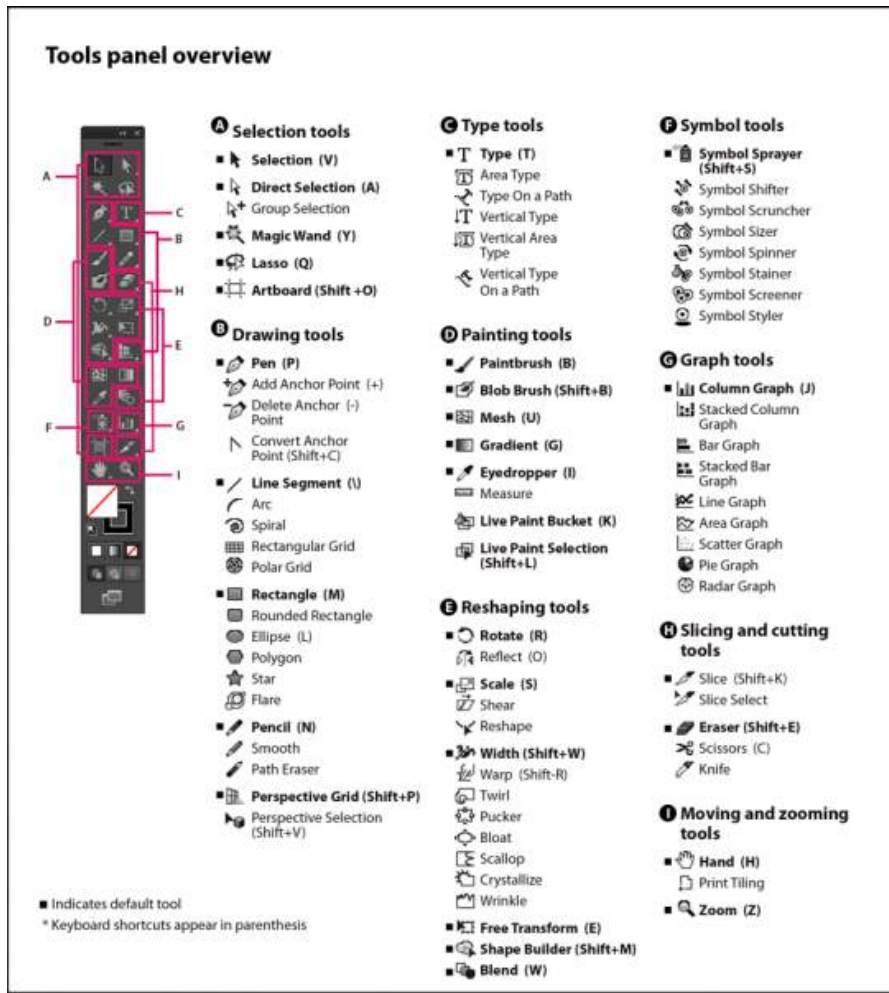 Tools panel overview
A
C
B
H
D
E
F
G
I
A Selection tools
Selection (V)
Direct Selection (A)
Group Selection
Magic Wand (Y)
Lasso (Q)
Artboard (Shift +O)
B Drawing tools
Pen (P)
Add Anchor Point (+)
Delete Anchor (-)
Point
Convert Anchor
Point (Shift+C)
Line Segment (\)
Arc
Spiral
Rectangular Grid
Polar Grid
Rectangle (M)
Rounded Rectangle
Ellipse (L)
Polygon
Star
Flare
Pencil (N)
Smooth
Path Eraser
Perspective Grid (Shift+P)
Perspective Selection
(Shift+V)
■ Indicates default tool
* Keyboard shortcuts appear in parenthesis
C Type tools
Type (T)
Area Type
Type On a Path
Vertical Type
Vertical Area
Type
Vertical Type
On a Path
D Painting tools
Paintbrush (B)
Blob Brush (Shift+B)
Mesh (U)
Gradient (G)
Eyedropper (I)
Measure
Live Paint Bucket (K)
Live Paint Selection
(Shift+L)
E Reshaping tools
Rotate (R)
Reflect (O)
Scale (S)
Shear
Reshape
Width (Shift+W)
Warp (Shift-R)
Twirl
Pucker
Bloat
Scallop
Crystallize
Wrinkle
Free Transform (E)
Shape Builder (Shift+M)
Blend (W)
F Symbol tools
Symbol Sprayer
(Shift+S)
Symbol Shifter
Symbol Scruncher
Symbol Sizer
Symbol Spinner
Symbol Stainer
Symbol Screener
Symbol Styler
G Graph tools
Column Graph (J)
Stacked Column
Graph
Bar Graph
Stacked Bar
Graph
Line Graph
Area Graph
Scatter Graph
Pie Graph
Radar Graph
H Slicing and cutting
tools
Slice (Shift+K)
Slice Select
Eraser (Shift+E)
Scissors (C)
Knife
I Moving and zooming
tools
Hand (H)
Print Tiling
Zoom (Z)